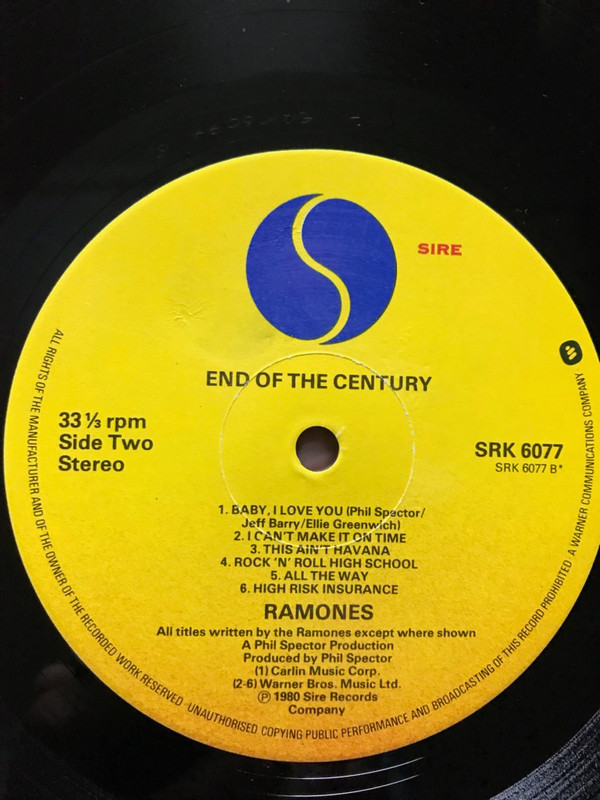 SIRE
END OF THE CENTURY
33 ⅓ rpm
Side Two
Stereo
SRK 6077
SRK 6077 B*
1. BABY, I LOVE YOU (Phil Spector/
Jeff Barry/Ellie Greenwich)
2. I CAN'T MAKE IT ON TIME
3. THIS AIN'T HAVANA
4. ROCK 'N' ROLL HIGH SCHOOL
5. ALL THE WAY
6. HIGH RISK INSURANCE
RAMONES
All titles written by the Ramones except where shown
A Phil Spector Production
Produced by Phil Spector
(1) Carlin Music Corp.
(2-6) Warner Bros. Music Ltd.
℗ 1980 Sire Records
Company
ALL RIGHTS OF THE MANUFACTURER AND OF THE OWNER OF THE RECORDED WORK RESERVED · UNAUTHORISED COPYING PUBLIC PERFORMANCE AND BROADCASTING OF THIS RECORD PROHIBITED · A WARNER COMMUNICATIONS COMPANY